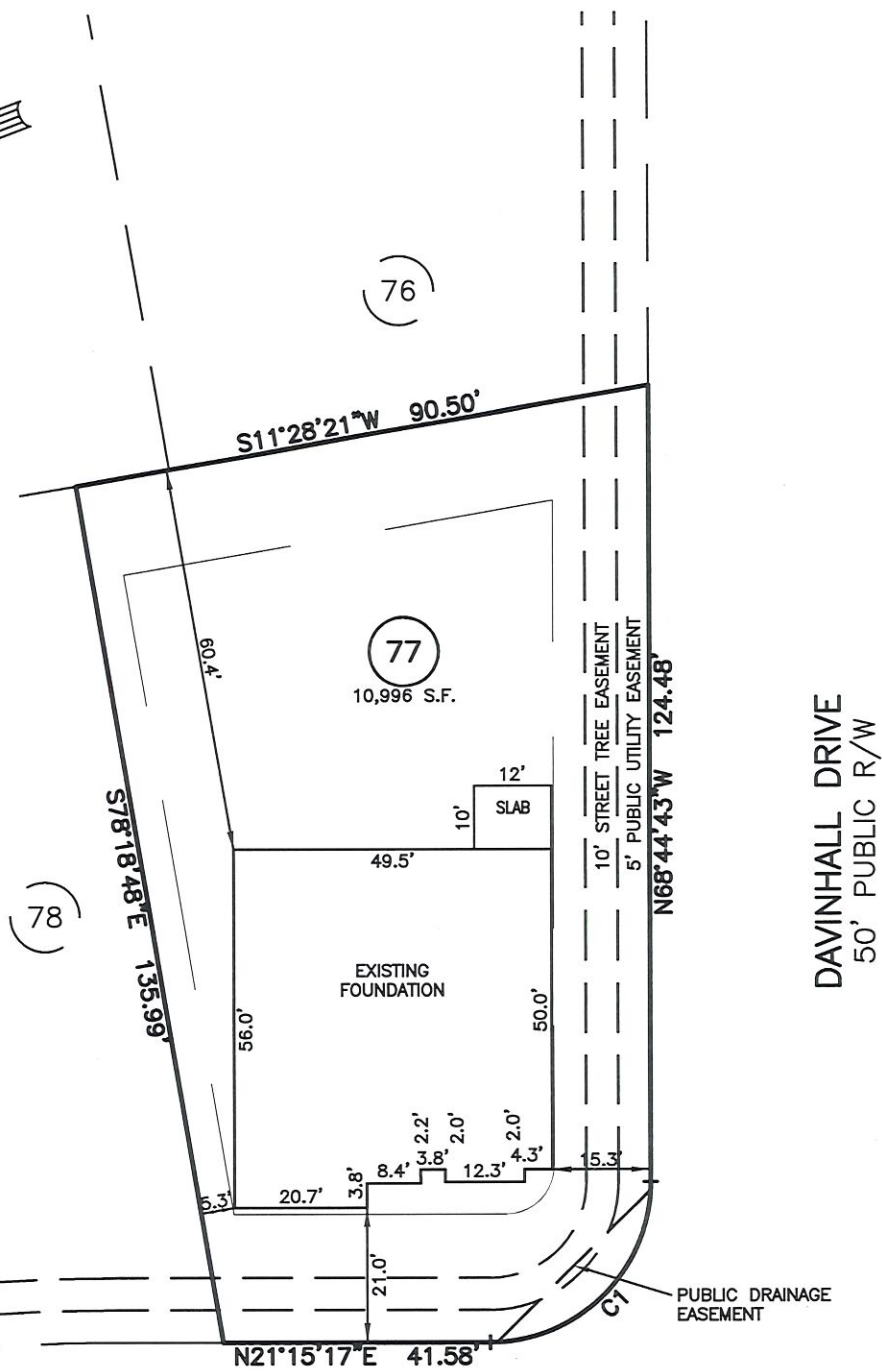 76
S11°28'21"W 90.50'
77
10,996 S.F.
60.4'
12'
10'
SLAB
49.5'
10' STREET TREE EASEMENT
5' PUBLIC UTILITY EASEMENT
N68°44'43"W 124.48'
DAVINHALL DRIVE
50' PUBLIC R/W
78
S78°18'48"E 135.99'
EXISTING
FOUNDATION
56.0'
50.0'
2.2'
2.0'
2.0'
3.8'
4.3'
8.4'
12.3'
15.3'
3.8'
20.7'
5.3'
21.0'
C1
PUBLIC DRAINAGE
EASEMENT
N21°15'17"E 41.58'